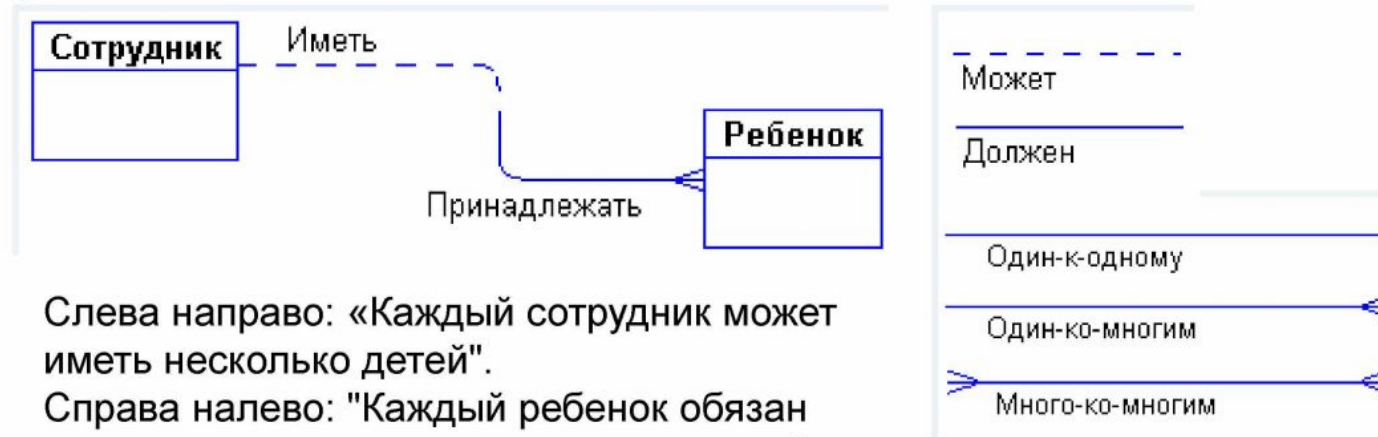 Сотрудник
Иметь
Ребенок
Принадлежать
Слева направо: «Каждый сотрудник может
иметь несколько детей".
Справа налево: "Каждый ребенок обязан
Может
Должен
Один-к-одному
Один-ко-многим
Много-ко-многим